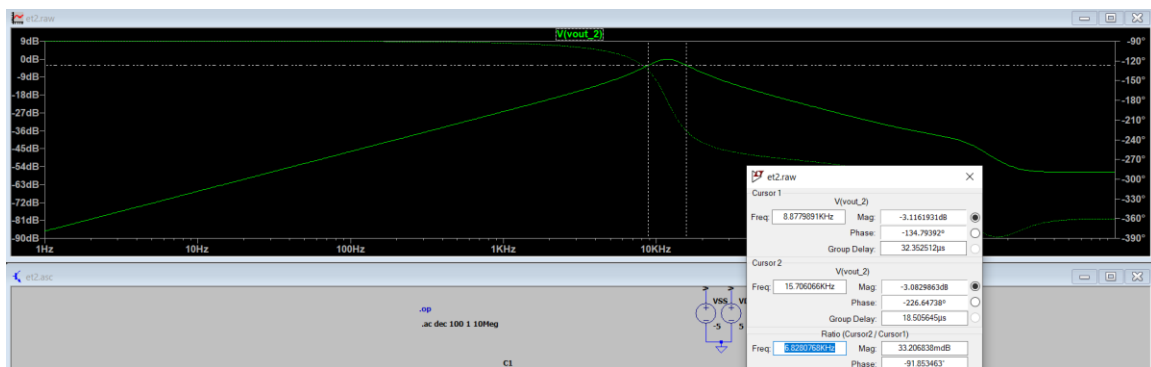 et2.raw
V(vout_2)
9dB
0dB
-9dB
-18dB
-27dB
-36dB
-45dB
-54dB
-63dB
-72dB
-81dB
-90dB
-90°
-120°
-150°
-180°
-210°
-240°
-270°
-300°
-330°
-360°
-390°
1Hz 10Hz 100Hz 1KHz 10KHz
et2.raw
Cursor 1
V(vout_2)
Freq: 8.8779891KHz Mag: -3.1161931dB
Phase: -134.79392°
Group Delay: 32.352512µs
Cursor 2
V(vout_2)
Freq: 15.706066KHz Mag: -3.0829863dB
Phase: -226.64738°
Group Delay: 18.505645µs
Ratio (Cursor2 / Cursor1)
Freq: 6.8280768KHz Mag: 33.206838mdB
Phase: -91.853463°
et2.asc
.op
.ac dec 100 1 10Meg
VSS
-5 5
C1